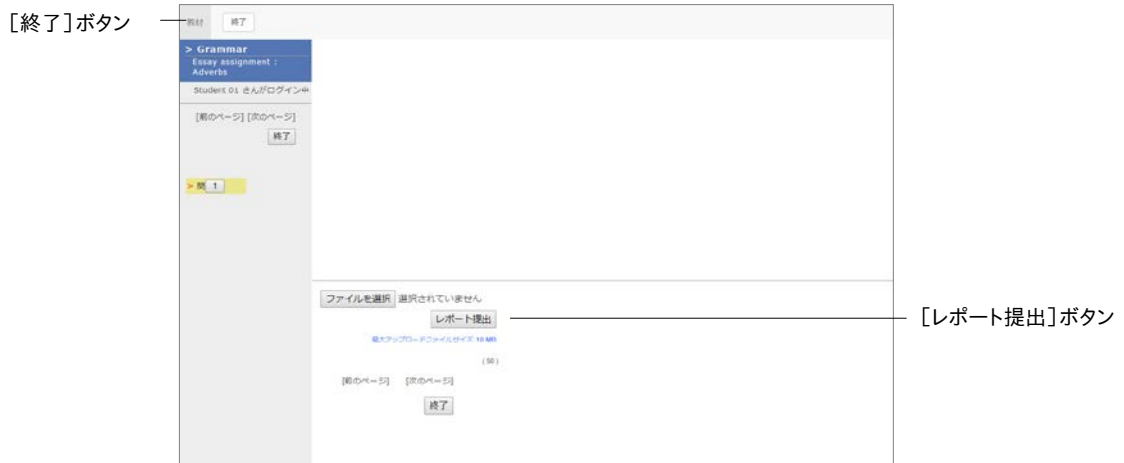 ［終了］ボタン
教材 終了
> Grammar
Essay assignment :
Adverbs
Student 01 さんがログイン中
[前のページ] [次のページ]
終了
> 問 1
ファイルを選択 選択されていません
レポート提出
［レポート提出］ボタン
最大アップロードファイルサイズ 10 MB
( 50 )
[前のページ] [次のページ]
終了